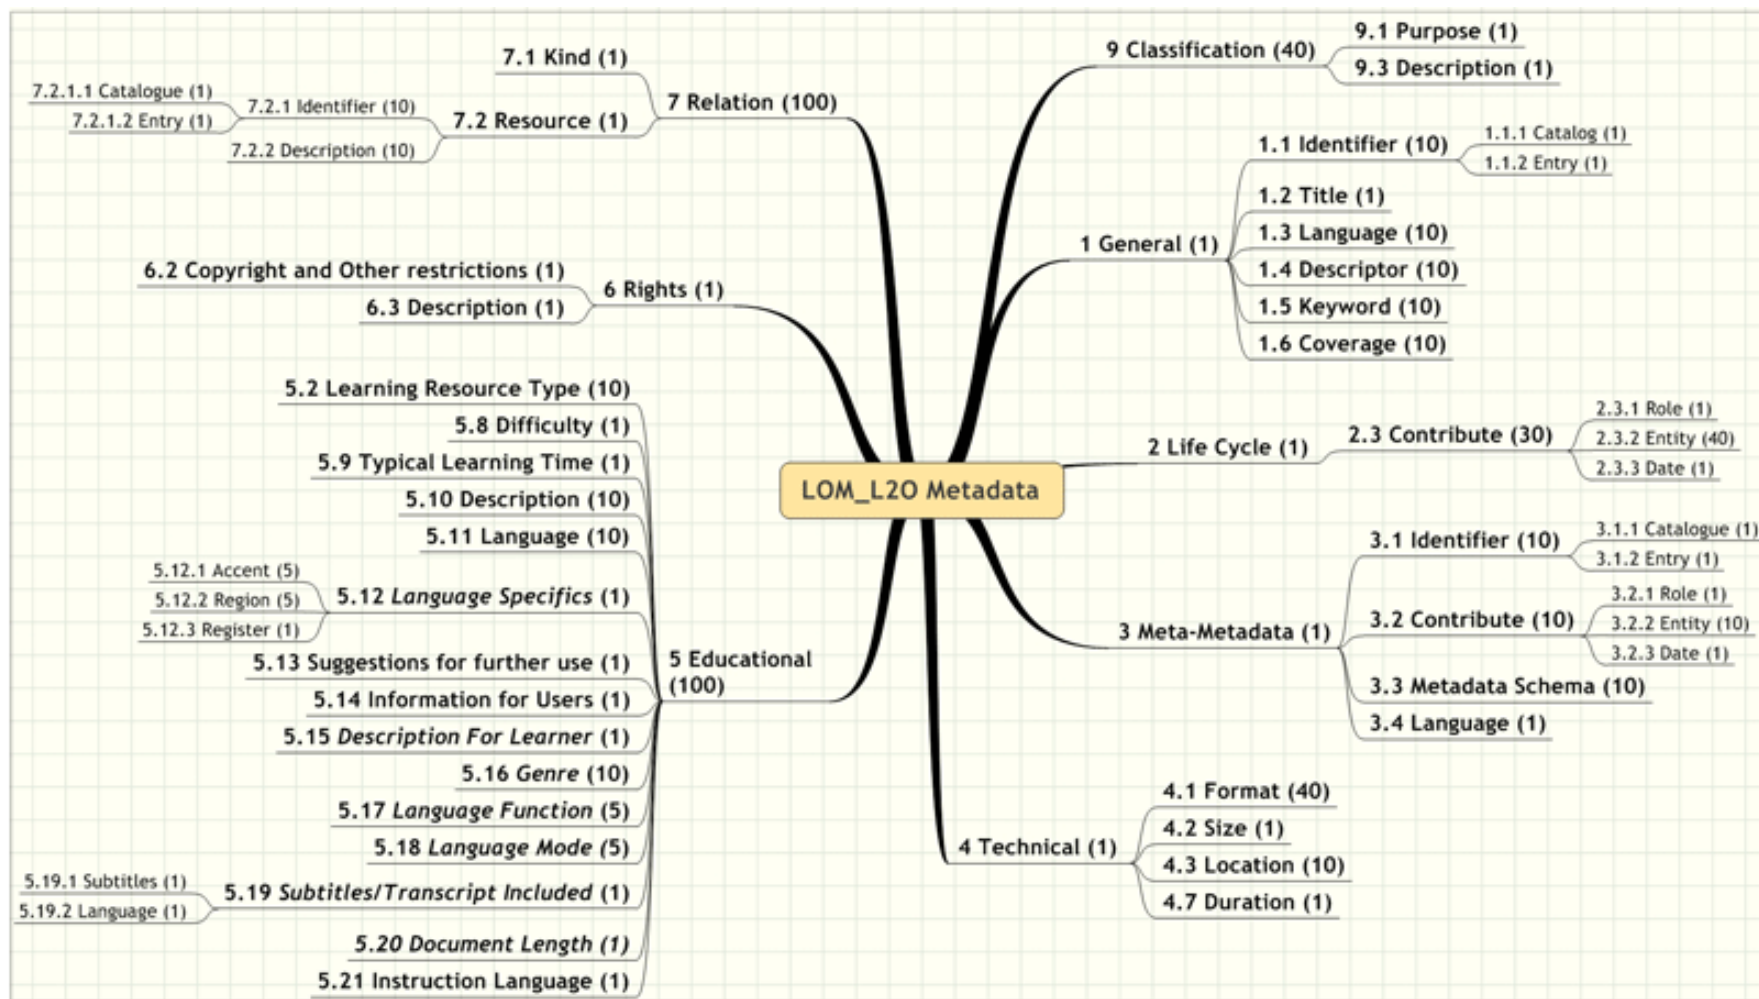 LOM_L2O Metadata
9 Classification (40)
9.1 Purpose (1)
9.3 Description (1)
1 General (1)
1.1 Identifier (10)
1.1.1 Catalog (1)
1.1.2 Entry (1)
1.2 Title (1)
1.3 Language (10)
1.4 Descriptor (10)
1.5 Keyword (10)
1.6 Coverage (10)
2 Life Cycle (1)
2.3 Contribute (30)
2.3.1 Role (1)
2.3.2 Entity (40)
2.3.3 Date (1)
3 Meta-Metadata (1)
3.1 Identifier (10)
3.1.1 Catalogue (1)
3.1.2 Entry (1)
3.2 Contribute (10)
3.2.1 Role (1)
3.2.2 Entity (10)
3.2.3 Date (1)
3.3 Metadata Schema (10)
3.4 Language (1)
4 Technical (1)
4.1 Format (40)
4.2 Size (1)
4.3 Location (10)
4.7 Duration (1)
7 Relation (100)
7.1 Kind (1)
7.2 Resource (1)
7.2.1 Identifier (10)
7.2.1.1 Catalogue (1)
7.2.1.2 Entry (1)
7.2.2 Description (10)
6 Rights (1)
6.2 Copyright and Other restrictions (1)
6.3 Description (1)
5 Educational
(100)
5.2 Learning Resource Type (10)
5.8 Difficulty (1)
5.9 Typical Learning Time (1)
5.10 Description (10)
5.11 Language (10)
5.12 Language Specifics (1)
5.12.1 Accent (5)
5.12.2 Region (5)
5.12.3 Register (1)
5.13 Suggestions for further use (1)
5.14 Information for Users (1)
5.15 Description For Learner (1)
5.16 Genre (10)
5.17 Language Function (5)
5.18 Language Mode (5)
5.19 Subtitles/Transcript Included (1)
5.19.1 Subtitles (1)
5.19.2 Language (1)
5.20 Document Length (1)
5.21 Instruction Language (1)